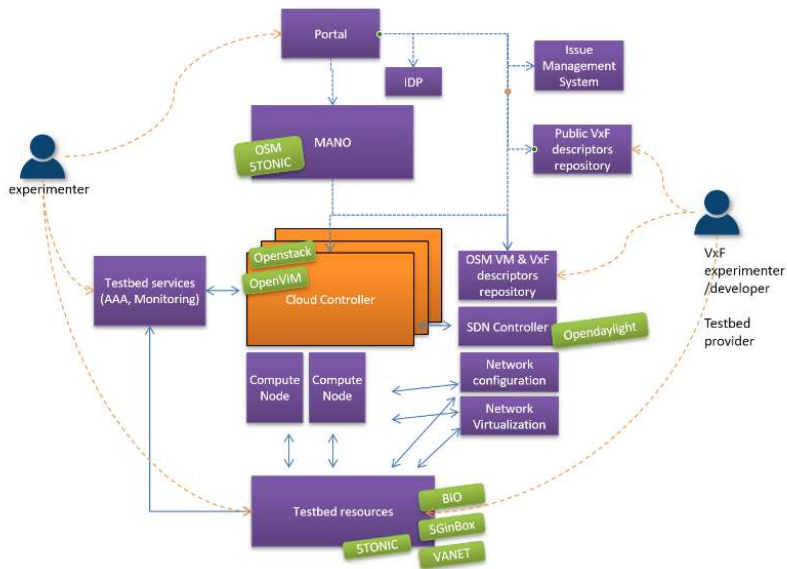 Portal
Issue
Management
System
IDP
OSM
5TONIC
MANO
Public VxF
descriptors
repository
experimenter
VxF
experimenter
/developer
Testbed
provider
Openstack
OpenVIM
Cloud Controller
Testbed services
(AAA, Monitoring)
OSM VM & VxF
descriptors
repository
SDN Controller
Opendaylight
Compute
Node
Compute
Node
Network
configuration
Network
Virtualization
Testbed resources
BIO
5GinBox
5TONIC
VANET